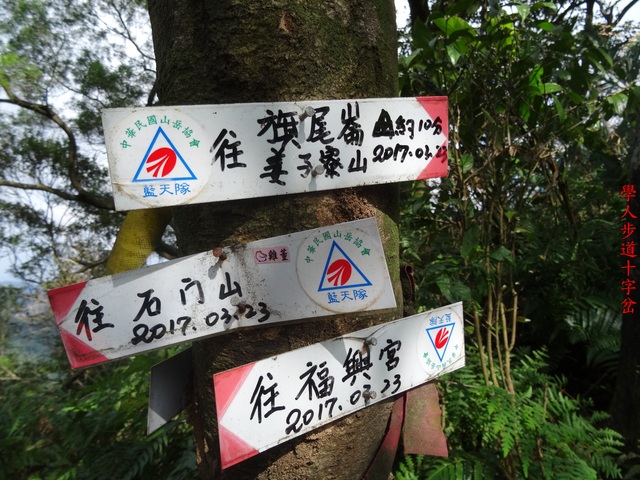 中華民國山岳協會
藍天隊
往 旗尾崙 約10分
姜子寮山 2017.03.23
中華民國山岳協會
藍天隊
往石門山
2017.03.23
往福興宮
2017.03.23
學人步道十字岔